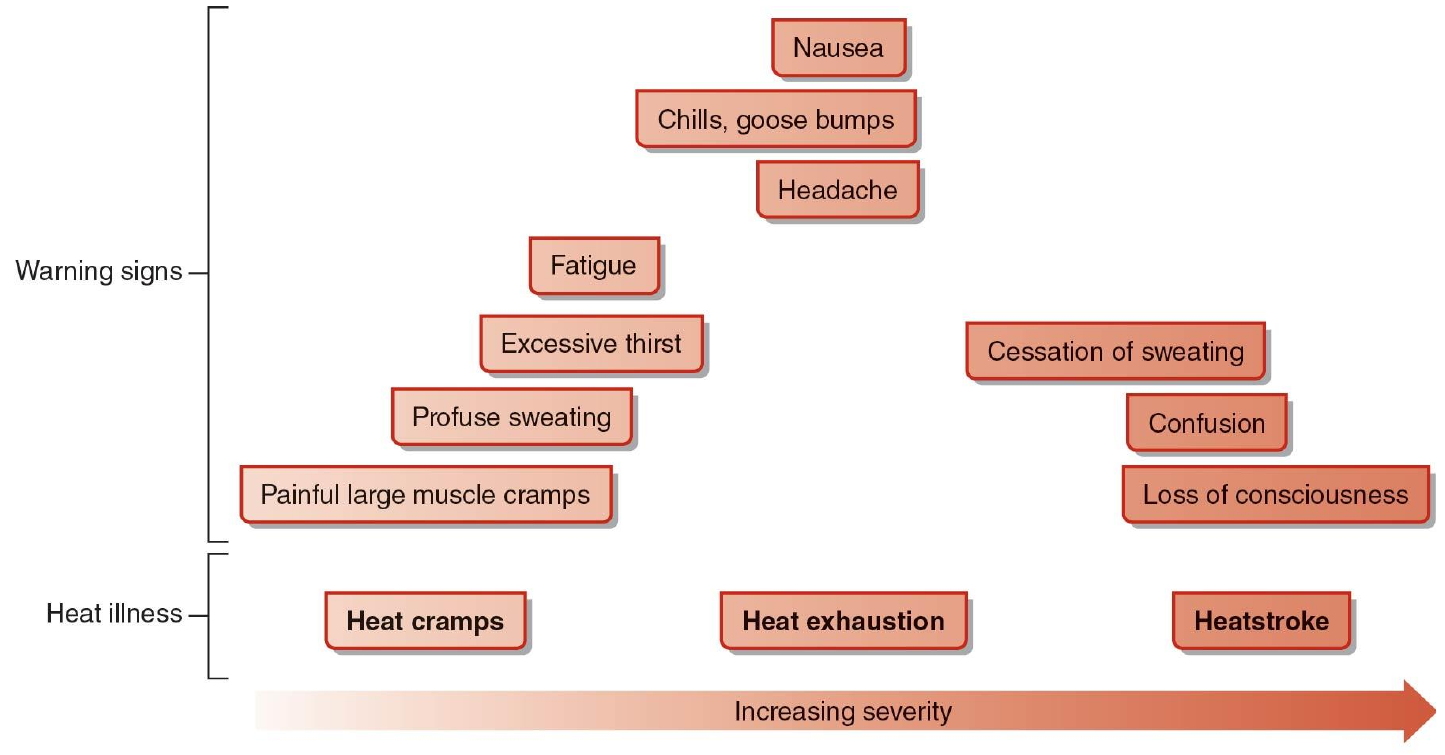 Nausea
Chills, goose bumps
Headache
Fatigue
Warning signs
Excessive thirst
Cessation of sweating
Profuse sweating
Confusion
Painful large muscle cramps
Loss of consciousness
Heat illness
Heat cramps
Heat exhaustion
Heatstroke
Increasing severity